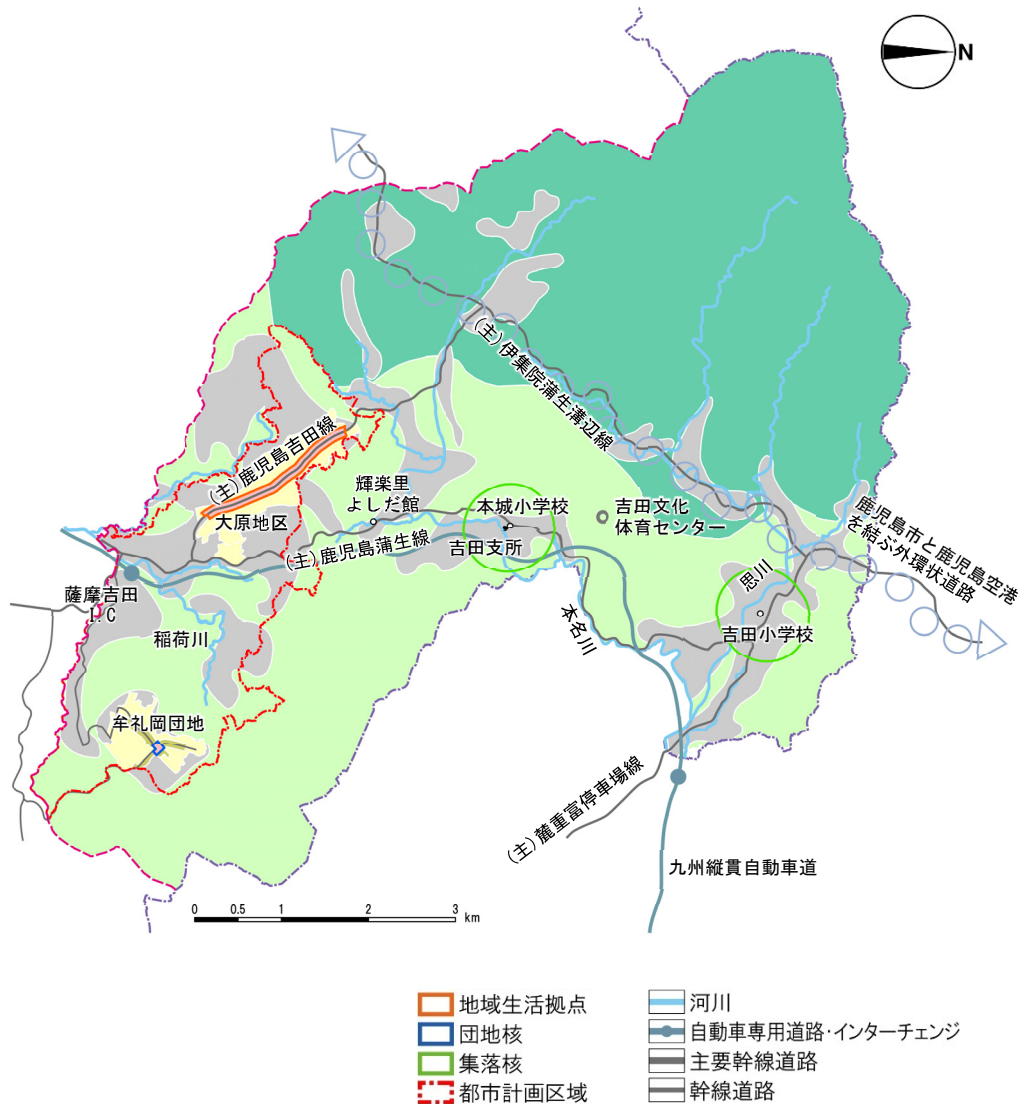 N
(主)伊集院蒲生溝辺線
(主)鹿児島吉田線
輝楽里
よしだ館
大原地区
本城小学校
吉田支所
吉田文化
体育センター
(主)鹿児島蒲生線
鹿児島市と鹿児島空港
を結ぶ外環状道路
思川
吉田小学校
薩摩吉田
I.C
稲荷川
本名川
牟礼岡団地
(主)麓重富停車場線
九州縦貫自動車道
0 0.5 1 2 3 km
地域生活拠点
団地核
集落核
都市計画区域
河川
自動車専用道路・インターチェンジ
主要幹線道路
幹線道路